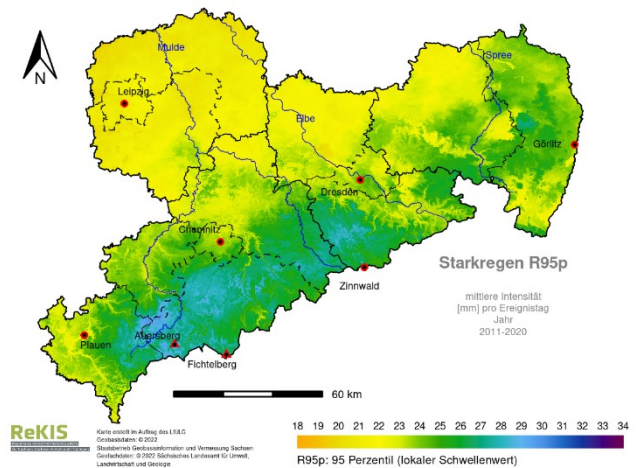 Mulde
Spree
Leipzig
Elbe
Görlitz
Dresden
Chemnitz
Starkregen R95p
Zinnwald
mittlere Intensität
[mm] pro Ereignistag
Jahr
2011-2020
Plauen
Auersberg
Fichtelberg
N
60 km
ReKIS
Karte erstellt im Auftrag des LfULG
Geobasisdaten: © 2022
Staatsbetrieb Geobasisinformation und Vermessung Sachsen
Geofachdaten: © 2022 Sächsisches Landesamt für Umwelt,
Landwirtschaft und Geologie
18 19 20 21 22 23 24 25 26 27 28 29 30 31 32 33 34
R95p: 95 Perzentil (lokaler Schwellenwert)